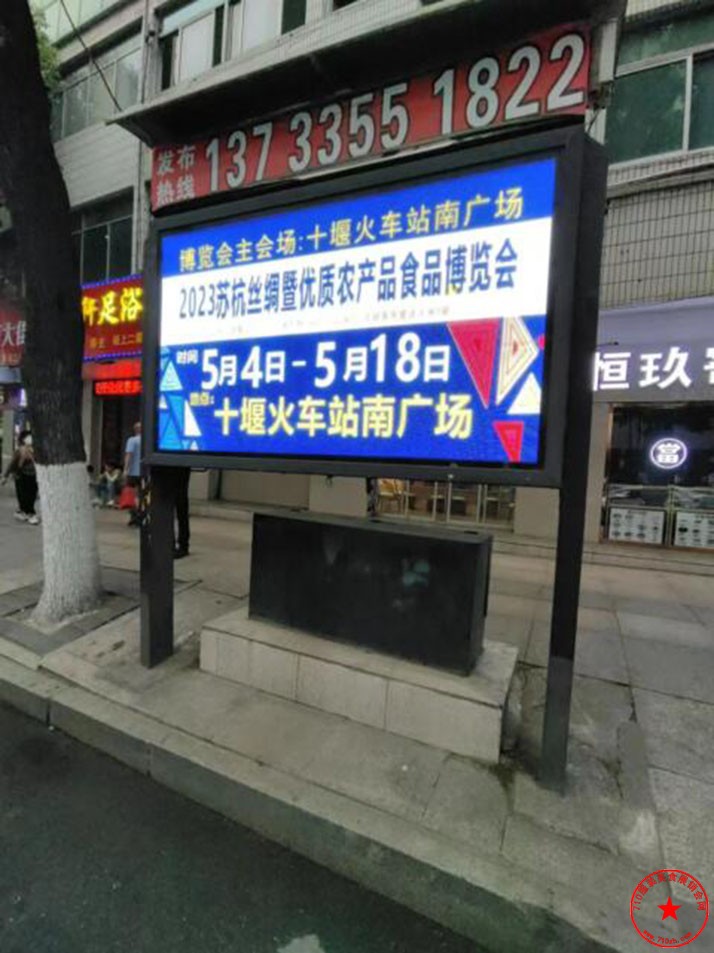 发布
热线
13733551822
博览会主会场:十堰火车站南广场
2023苏杭丝绸暨优质农产品食品博览会
时间
5月4日-5月18日
地点:
十堰火车站南广场
轩足浴
恒玖